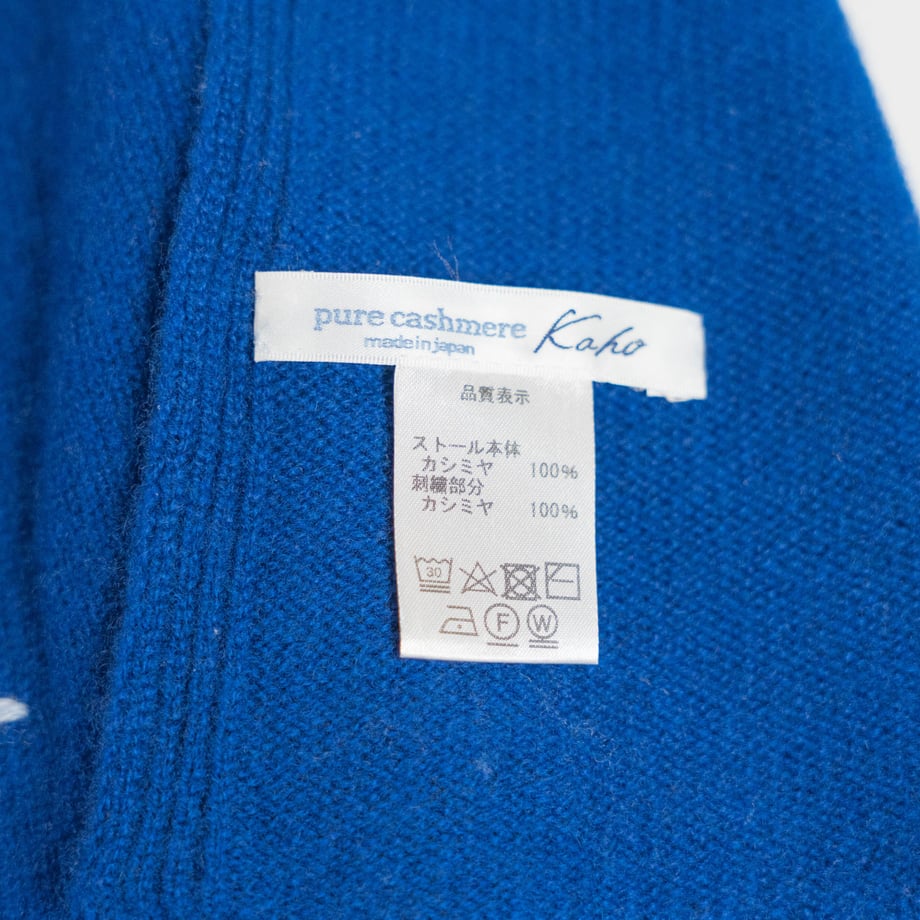 pure cashmere Kaho
made in japan
品質表示
ストール本体
カシミヤ 100%
刺繍部分
カシミヤ 100%
30
F W